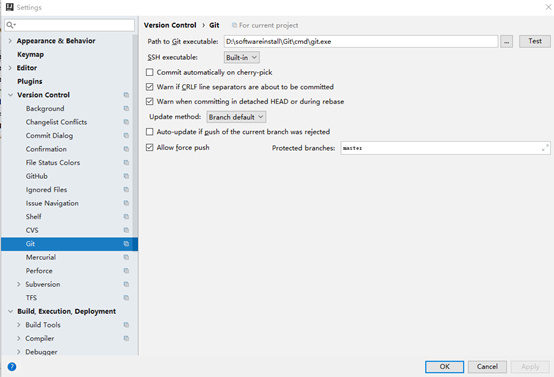 Settings
Version Control › Git
For current project
Appearance & Behavior
Keymap
Editor
Plugins
Version Control
Background
Changelist Conflicts
Commit Dialog
Confirmation
File Status Colors
GitHub
Ignored Files
Issue Navigation
Shelf
CVS
Git
Mercurial
Perforce
Subversion
TFS
Build, Execution, Deployment
Build Tools
Compiler
Debugger
Path to Git executable: D:\softwareinstall\Git\cmd\git.exe ... Test
SSH executable: Built-in
Commit automatically on cherry-pick
Warn if CRLF line separators are about to be committed
Warn when committing in detached HEAD or during rebase
Update method: Branch default
Auto-update if push of the current branch was rejected
Allow force push Protected branches: master
? OK Cancel Apply